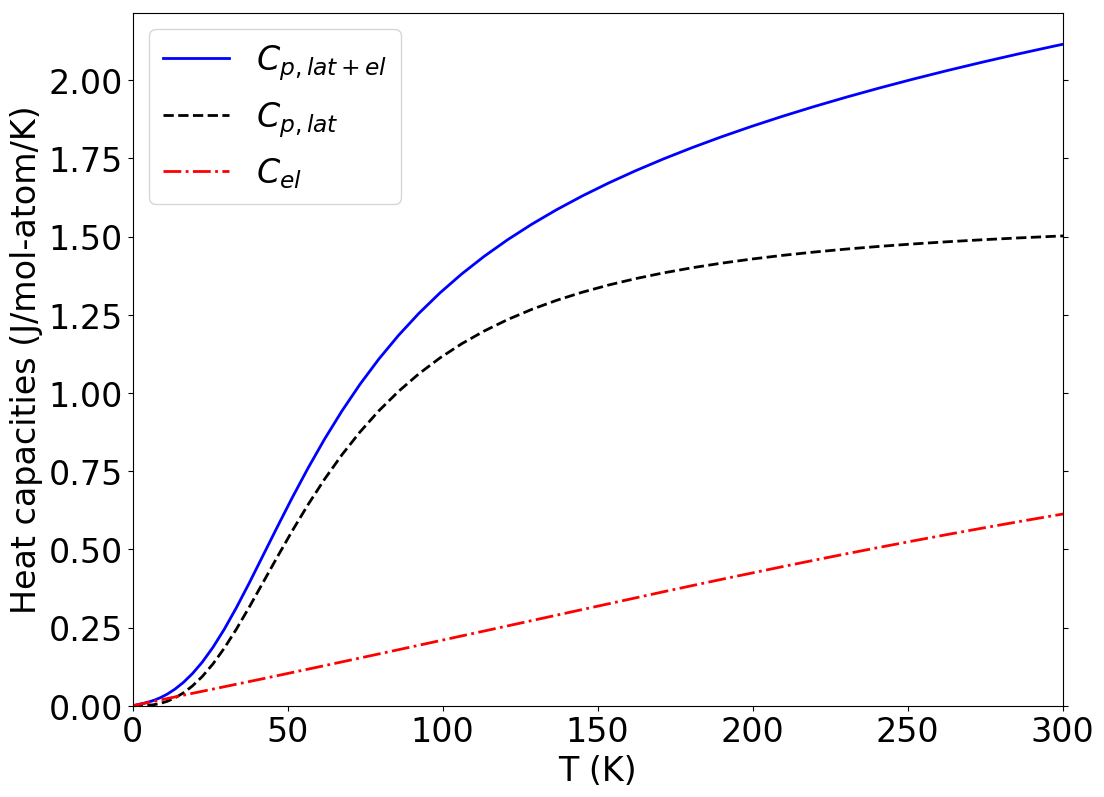 Heat capacities (J/mol-atom/K)
2.00
1.75
1.50
1.25
1.00
0.75
0.50
0.25
0.00
C_{p, lat+el}
C_{p, lat}
C_{el}
0 50 100 150 200 250 300
T (K)